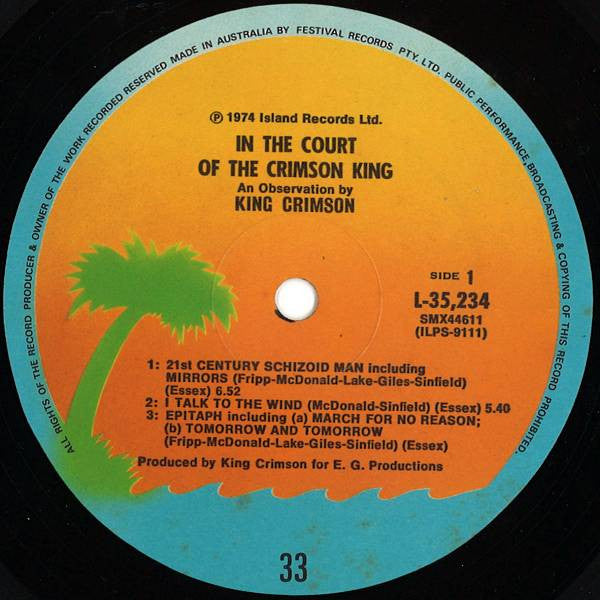 ALL RIGHTS OF THE RECORD PRODUCER & OWNER OF THE WORK RECORDED RESERVED MADE IN AUSTRALIA BY FESTIVAL RECORDS PTY. LTD. PUBLIC PERFORMANCE, BROADCASTING & COPYING OF THIS RECORD PROHIBITED.
℗ 1974 Island Records Ltd.
IN THE COURT
OF THE CRIMSON KING
An Observation by
KING CRIMSON
SIDE 1
L-35,234
SMX44611
(ILPS-9111)
1: 21st CENTURY SCHIZOID MAN including
MIRRORS (Fripp-McDonald-Lake-Giles-Sinfield)
(Essex) 6.52
2: I TALK TO THE WIND (McDonald-Sinfield) (Essex) 5.40
3: EPITAPH including (a) MARCH FOR NO REASON;
(b) TOMORROW AND TOMORROW
(Fripp-McDonald-Lake-Giles-Sinfield) (Essex)
Produced by King Crimson for E. G. Productions
33